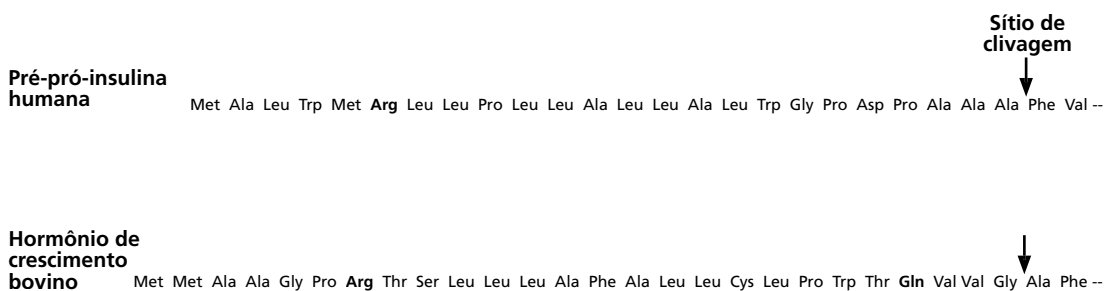 Sítio de
clivagem
Pré-pró-insulina
humana
Met Ala Leu Trp Met Arg Leu Leu Pro Leu Leu Ala Leu Leu Ala Leu Trp Gly Pro Asp Pro Ala Ala Ala Phe Val --
Hormônio de
crescimento
bovino
Met Met Ala Ala Gly Pro Arg Thr Ser Leu Leu Leu Ala Phe Ala Leu Leu Cys Leu Pro Trp Thr Gln Val Val Gly Ala Phe --